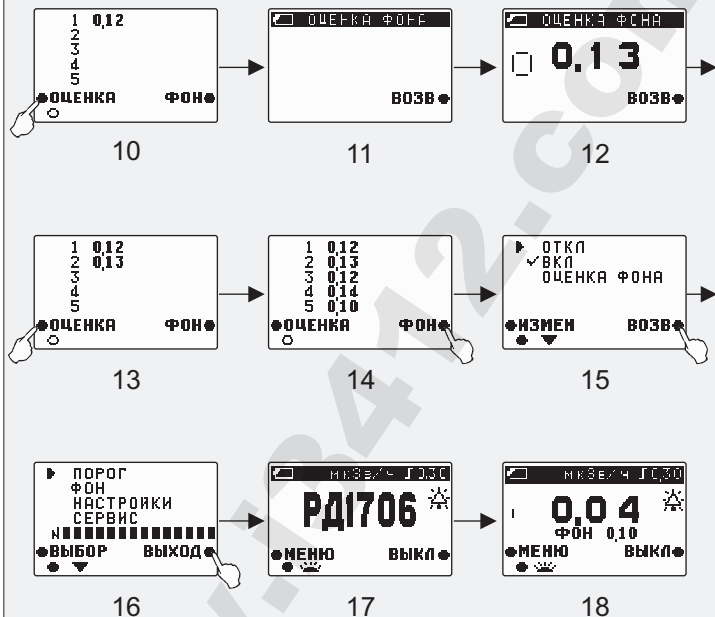 1 0,12
2
3
4
5
ОЦЕНКА ФОН
10
ОЦЕНКА ФОНА
ВОЗВ
11
ОЦЕНКА ФОНА
0.13
ВОЗВ
12
1 0,12
2 0,13
3
4
5
ОЦЕНКА ФОН
13
1 0,12
2 0,13
3 0,12
4 0,14
5 0,10
ОЦЕНКА ФОН
14
ОТКЛ
ВКЛ
ОЦЕНКА ФОНА
ИЗМЕН ВОЗВ
15
ПОРОГ
ФОН
НАСТРОЙКИ
СЕРВИС
N
ВЫБОР ВЫХОД
16
мкЗв/ч 0,30
РД1706
МЕНЮ ВЫКЛ
17
мкЗв/ч 0,30
0.04
ФОН 0,10
МЕНЮ ВЫКЛ
18